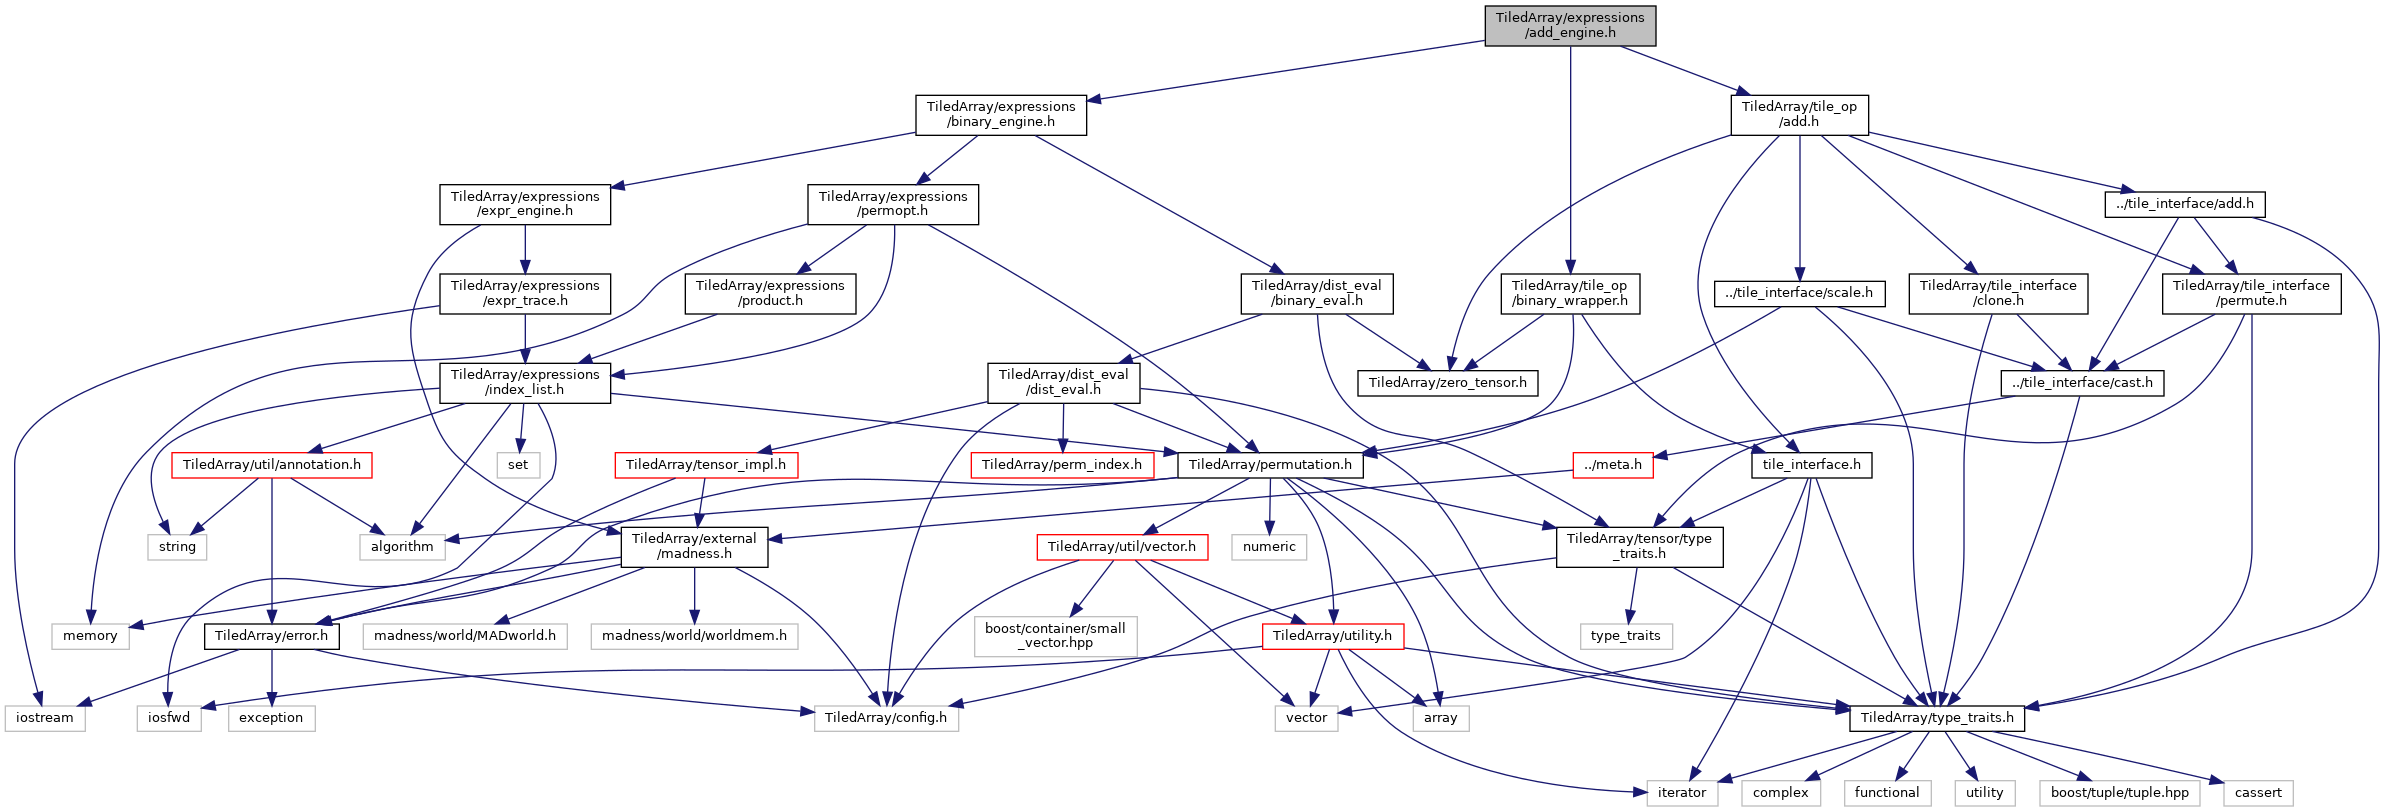 TiledArray/expressions
/add_engine.h
TiledArray/expressions
/binary_engine.h
TiledArray/tile_op
/add.h
TiledArray/expressions
/expr_engine.h
TiledArray/expressions
/permopt.h
../tile_interface/add.h
TiledArray/expressions
/expr_trace.h
TiledArray/expressions
/product.h
TiledArray/dist_eval
/binary_eval.h
TiledArray/tile_op
/binary_wrapper.h
../tile_interface/scale.h
TiledArray/tile_interface
/clone.h
TiledArray/tile_interface
/permute.h
TiledArray/expressions
/index_list.h
TiledArray/dist_eval
/dist_eval.h
TiledArray/zero_tensor.h
../tile_interface/cast.h
TiledArray/util/annotation.h
set
TiledArray/tensor_impl.h
TiledArray/perm_index.h
TiledArray/permutation.h
../meta.h
tile_interface.h
string
algorithm
TiledArray/external
/madness.h
TiledArray/util/vector.h
numeric
TiledArray/tensor/type
_traits.h
memory
TiledArray/error.h
madness/world/MADworld.h
madness/world/worldmem.h
boost/container/small
_vector.hpp
TiledArray/utility.h
type_traits
iostream
iosfwd
exception
TiledArray/config.h
vector
array
TiledArray/type_traits.h
iterator
complex
functional
utility
boost/tuple/tuple.hpp
cassert